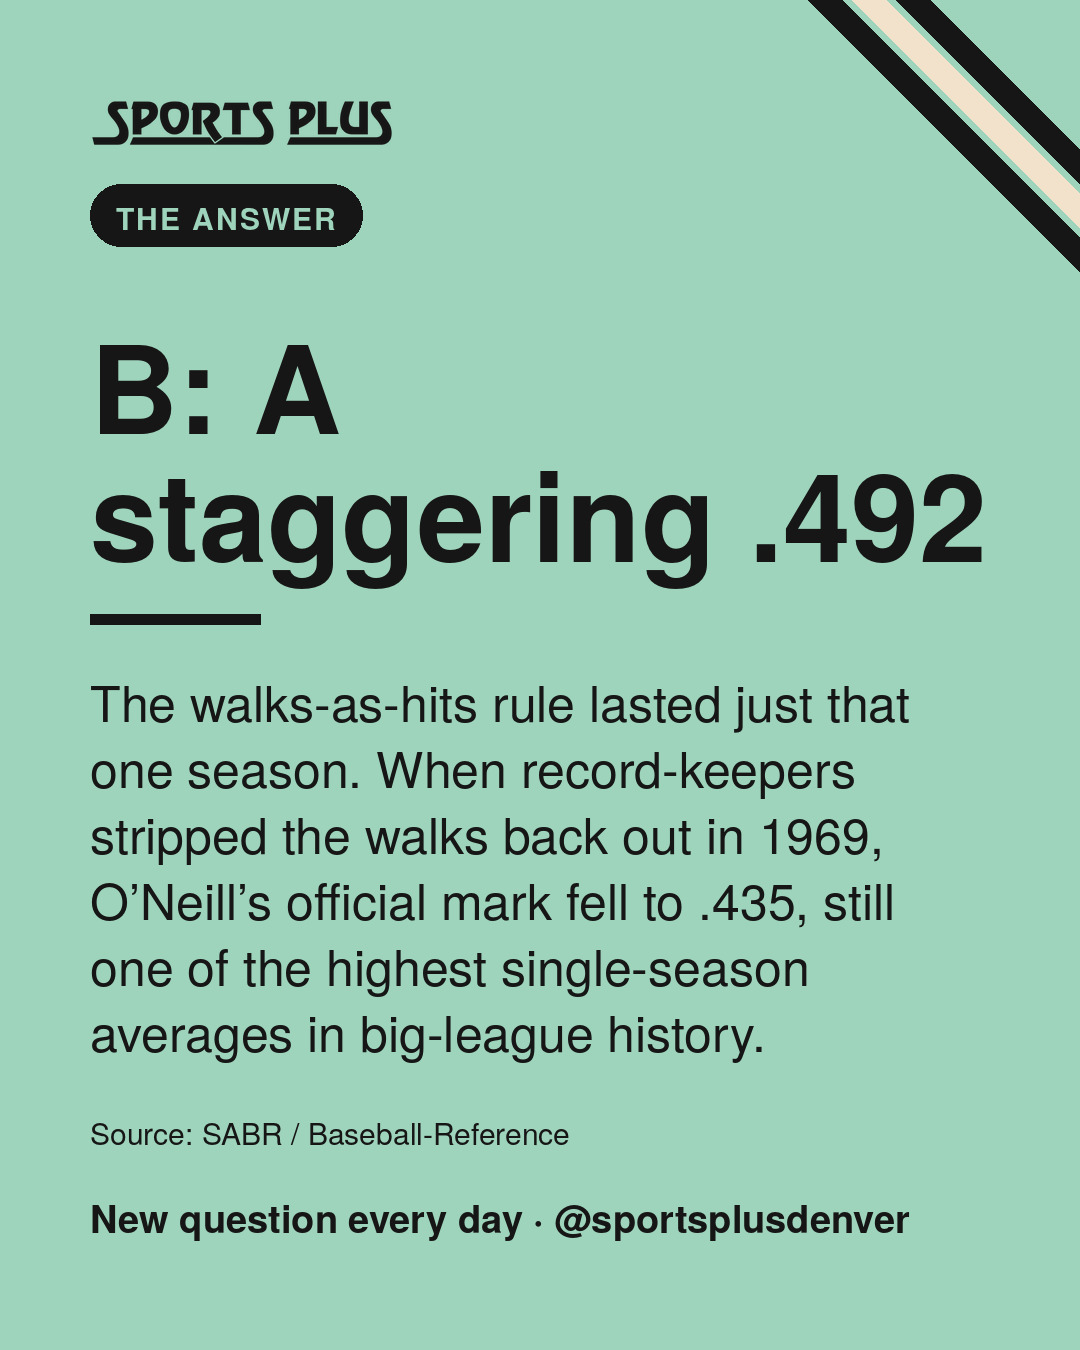 SPORTS PLUS
THE ANSWER
B: A
staggering .492
The walks-as-hits rule lasted just that
one season. When record-keepers
stripped the walks back out in 1969,
O’Neill’s official mark fell to .435, still
one of the highest single-season
averages in big-league history.
Source: SABR / Baseball-Reference
New question every day · @sportsplusdenver